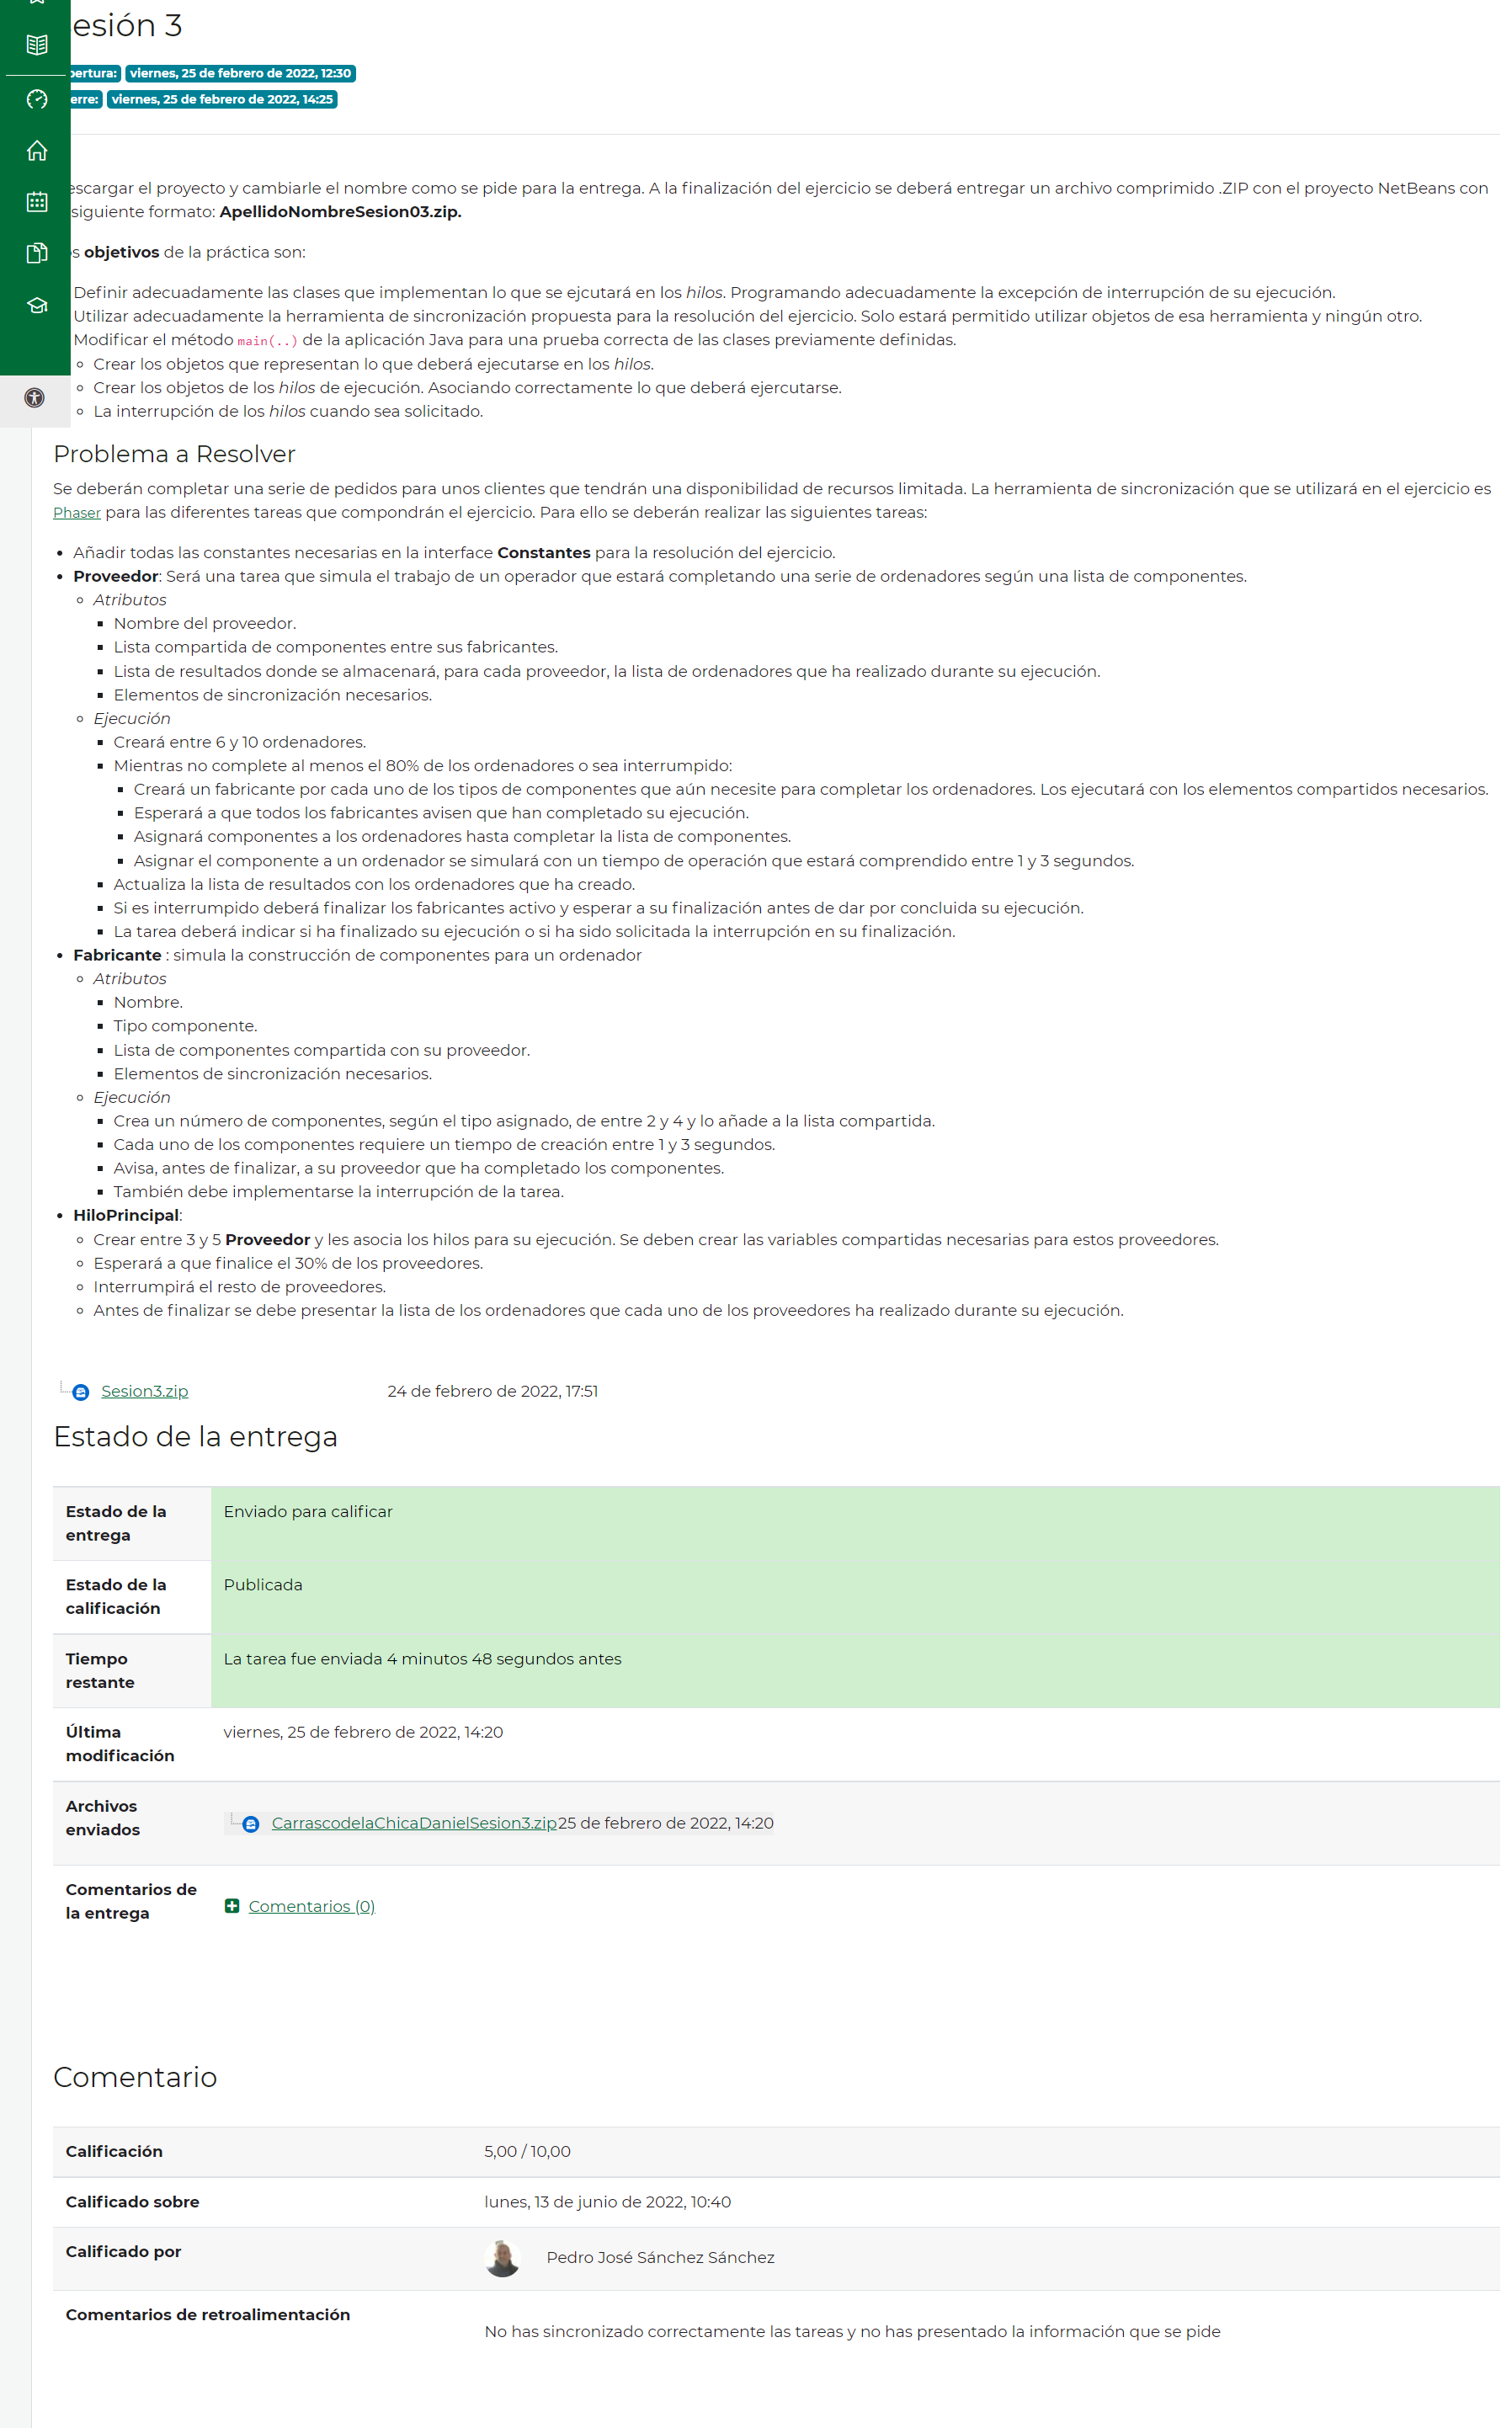 esión 3
pertura: viernes, 25 de febrero de 2022, 12:30
erre: viernes, 25 de febrero de 2022, 14:25
escargar el proyecto y cambiarle el nombre como se pide para la entrega. A la finalización del ejercicio se deberá entregar un archivo comprimido .ZIP con el proyecto NetBeans con
siguiente formato: ApellidoNombreSesion03.zip.
s objetivos de la práctica son:
Definir adecuadamente las clases que implementan lo que se ejcutará en los hilos. Programando adecuadamente la excepción de interrupción de su ejecución.
Utilizar adecuadamente la herramienta de sincronización propuesta para la resolución del ejercicio. Solo estará permitido utilizar objetos de esa herramienta y ningún otro.
Modificar el método main(..) de la aplicación Java para una prueba correcta de las clases previamente definidas.
Crear los objetos que representan lo que deberá ejecutarse en los hilos.
Crear los objetos de los hilos de ejecución. Asociando correctamente lo que deberá ejercutarse.
La interrupción de los hilos cuando sea solicitado.
Problema a Resolver
Se deberán completar una serie de pedidos para unos clientes que tendrán una disponibilidad de recursos limitada. La herramienta de sincronización que se utilizará en el ejercicio es
Phaser para las diferentes tareas que compondrán el ejercicio. Para ello se deberán realizar las siguientes tareas:
Añadir todas las constantes necesarias en la interface Constantes para la resolución del ejercicio.
Proveedor: Será una tarea que simula el trabajo de un operador que estará completando una serie de ordenadores según una lista de componentes.
Atributos
Nombre del proveedor.
Lista compartida de componentes entre sus fabricantes.
Lista de resultados donde se almacenará, para cada proveedor, la lista de ordenadores que ha realizado durante su ejecución.
Elementos de sincronización necesarios.
Ejecución
Creará entre 6 y 10 ordenadores.
Mientras no complete al menos el 80% de los ordenadores o sea interrumpido:
Creará un fabricante por cada uno de los tipos de componentes que aún necesite para completar los ordenadores. Los ejecutará con los elementos compartidos necesarios.
Esperará a que todos los fabricantes avisen que han completado su ejecución.
Asignará componentes a los ordenadores hasta completar la lista de componentes.
Asignar el componente a un ordenador se simulará con un tiempo de operación que estará comprendido entre 1 y 3 segundos.
Actualiza la lista de resultados con los ordenadores que ha creado.
Si es interrumpido deberá finalizar los fabricantes activo y esperar a su finalización antes de dar por concluida su ejecución.
La tarea deberá indicar si ha finalizado su ejecución o si ha sido solicitada la interrupción en su finalización.
Fabricante : simula la construcción de componentes para un ordenador
Atributos
Nombre.
Tipo componente.
Lista de componentes compartida con su proveedor.
Elementos de sincronización necesarios.
Ejecución
Crea un número de componentes, según el tipo asignado, de entre 2 y 4 y lo añade a la lista compartida.
Cada uno de los componentes requiere un tiempo de creación entre 1 y 3 segundos.
Avisa, antes de finalizar, a su proveedor que ha completado los componentes.
También debe implementarse la interrupción de la tarea.
HiloPrincipal:
Crear entre 3 y 5 Proveedor y les asocia los hilos para su ejecución. Se deben crear las variables compartidas necesarias para estos proveedores.
Esperará a que finalice el 30% de los proveedores.
Interrumpirá el resto de proveedores.
Antes de finalizar se debe presentar la lista de los ordenadores que cada uno de los proveedores ha realizado durante su ejecución.
Sesion3.zip 24 de febrero de 2022, 17:51
Estado de la entrega
Estado de la entrega Enviado para calificar
Estado de la calificación Publicada
Tiempo restante La tarea fue enviada 4 minutos 48 segundos antes
Última modificación viernes, 25 de febrero de 2022, 14:20
Archivos enviados CarrascodelaChicaDanielSesion3.zip 25 de febrero de 2022, 14:20
Comentarios de la entrega Comentarios (0)
Comentario
Calificación 5,00 / 10,00
Calificado sobre lunes, 13 de junio de 2022, 10:40
Calificado por Pedro José Sánchez Sánchez
Comentarios de retroalimentación No has sincronizado correctamente las tareas y no has presentado la información que se pide